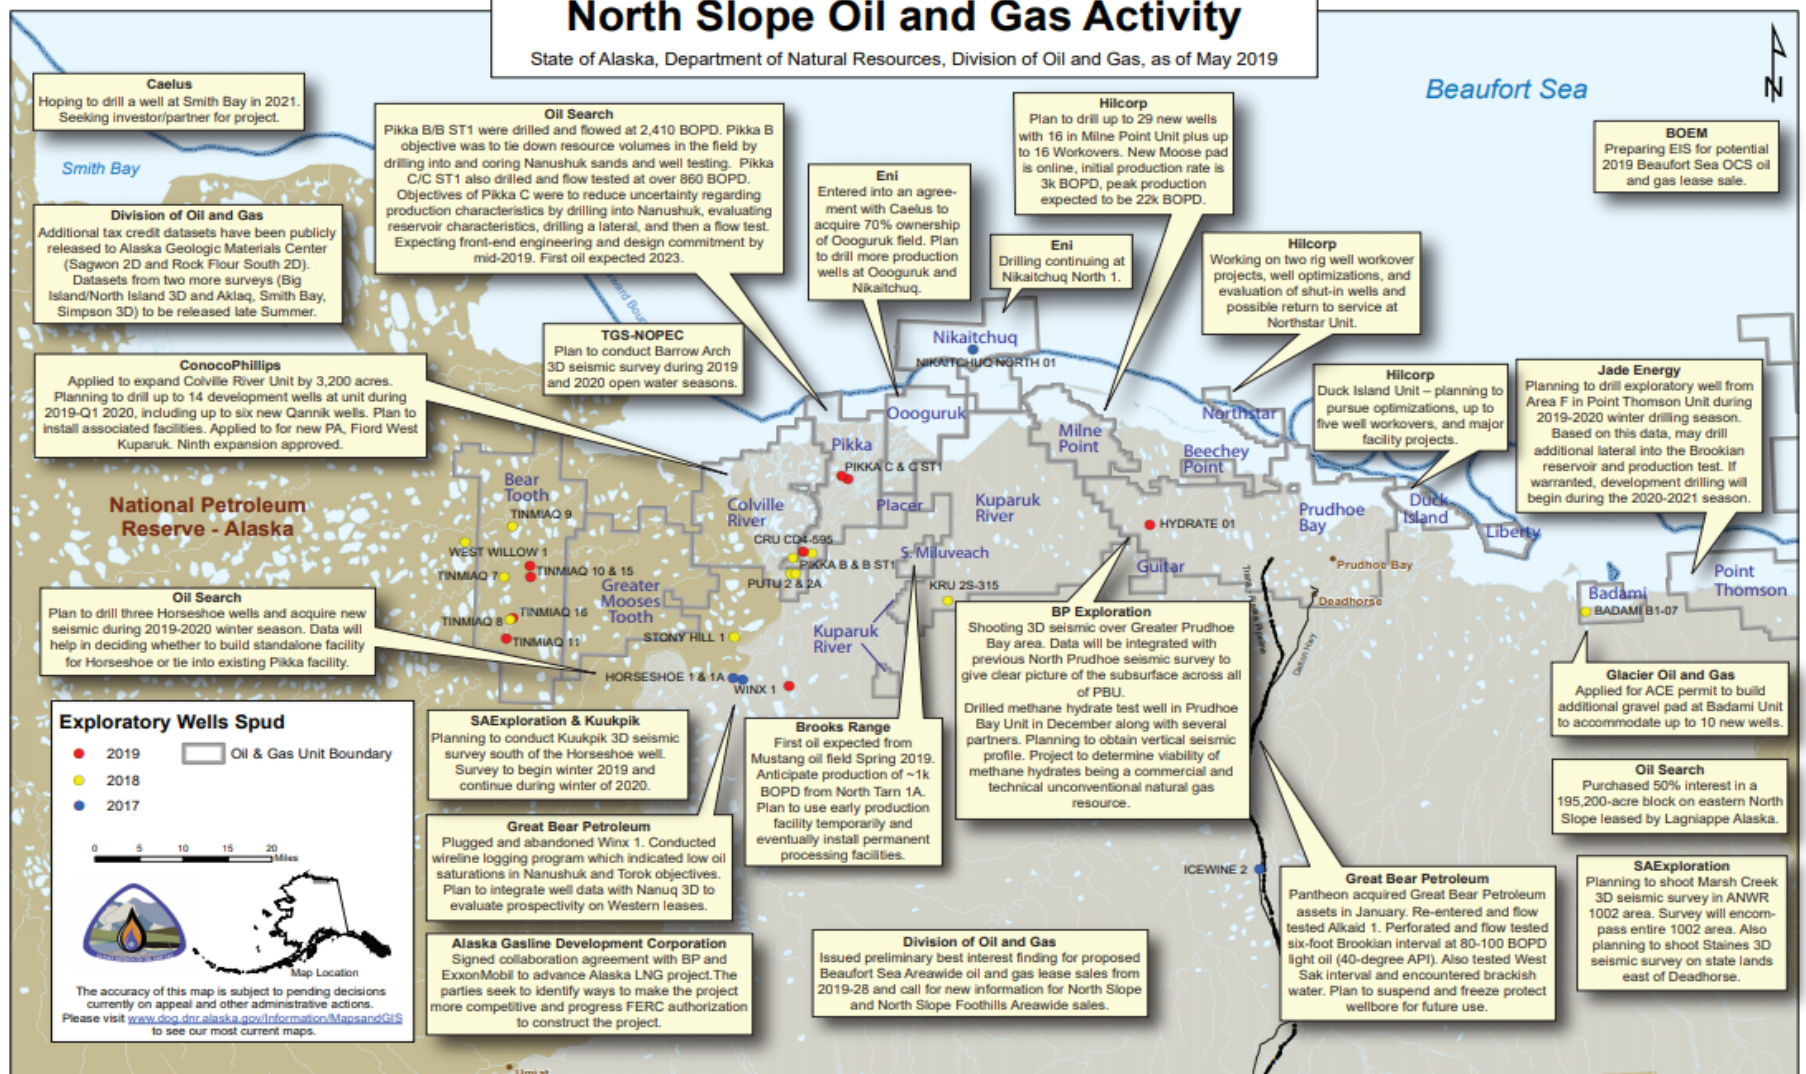 North Slope Oil and Gas Activity
State of Alaska, Department of Natural Resources, Division of Oil and Gas, as of May 2019
Beaufort Sea
N
Caelus
Hoping to drill a well at Smith Bay in 2021.
Seeking investor/partner for project.
Smith Bay
Division of Oil and Gas
Additional tax credit datasets have been publicly
released to Alaska Geologic Materials Center
(Sagwon 2D and Rock Flour South 2D).
Datasets from two more surveys (Big
Island/North Island 3D and Aklaq, Smith Bay,
Simpson 3D) to be released late Summer.
Oil Search
Pikka B/B ST1 were drilled and flowed at 2,410 BOPD. Pikka B
objective was to tie down resource volumes in the field by
drilling into and coring Nanushuk sands and well testing. Pikka
C/C ST1 also drilled and flow tested at over 860 BOPD.
Objectives of Pikka C were to reduce uncertainty regarding
production characteristics by drilling into Nanushuk, evaluating
reservoir characteristics, drilling a lateral, and then a flow test.
Expecting front-end engineering and design commitment by
mid-2019. First oil expected 2023.
Eni
Entered into an agree-
ment with Caelus to
acquire 70% ownership
of Oooguruk field. Plan
to drill more production
wells at Oooguruk and
Nikaitchuq.
Hilcorp
Plan to drill up to 29 new wells
with 16 in Milne Point Unit plus up
to 16 Workovers. New Moose pad
is online, initial production rate is
3k BOPD, peak production
expected to be 22k BOPD.
Eni
Drilling continuing at
Nikaitchuq North 1.
BOEM
Preparing EIS for potential
2019 Beaufort Sea OCS oil
and gas lease sale.
Hilcorp
Working on two rig well workover
projects, well optimizations, and
evaluation of shut-in wells and
possible return to service at
Northstar Unit.
TGS-NOPEC
Plan to conduct Barrow Arch
3D seismic survey during 2019
and 2020 open water seasons.
ConocoPhillips
Applied to expand Colville River Unit by 3,200 acres.
Planning to drill up to 14 development wells at unit during
2019-Q1 2020, including up to six new Qannik wells. Plan to
install associated facilities. Applied to for new PA, Fiord West
Kuparuk. Ninth expansion approved.
Hilcorp
Duck Island Unit – planning to
pursue optimizations, up to
five well workovers, and major
facility projects.
Jade Energy
Planning to drill exploratory well from
Area F in Point Thomson Unit during
2019-2020 winter drilling season.
Based on this data, may drill
additional lateral into the Brookian
reservoir and production test. If
warranted, development drilling will
begin during the 2020-2021 season.
Nikaitchuq
NIKAITCHUQ NORTH 01
Oooguruk
Pikka
Milne
Point
Northstar
Beechey
Point
PIKKA C & C ST1
National Petroleum
Reserve - Alaska
Bear
Tooth
TINMIAQ 9
Colville
River
Placer
Kuparuk
River
HYDRATE 01
Prudhoe
Bay
Duck
Island
Liberty
CRU CD4-595
WEST WILLOW 1
PIKKA B & B ST1
S. Miluveach
TINMIAQ 7
TINMIAQ 10 & 15
PUTU 2 & 2A
KRU 2S-315
Guitar
Prudhoe Bay
Deadhorse
Badami
BADAMI B1-07
Point
Thomson
Greater
Mooses
Tooth
TINMIAQ 16
TINMIAQ 8
TINMIAQ 11
STONY HILL 1
Kuparuk
River
HORSESHOE 1 & 1A
WINX 1
Dalton Hwy
Oil Search
Plan to drill three Horseshoe wells and acquire new
seismic during 2019-2020 winter season. Data will
help in deciding whether to build standalone facility
for Horseshoe or tie into existing Pikka facility.
BP Exploration
Shooting 3D seismic over Greater Prudhoe
Bay area. Data will be integrated with
previous North Prudhoe seismic survey to
give clear picture of the subsurface across all
of PBU.
Drilled methane hydrate test well in Prudhoe
Bay Unit in December along with several
partners. Planning to obtain vertical seismic
profile. Project to determine viability of
methane hydrates being a commercial and
technical unconventional natural gas
resource.
Glacier Oil and Gas
Applied for ACE permit to build
additional gravel pad at Badami Unit
to accommodate up to 10 new wells.
Exploratory Wells Spud
2019
Oil & Gas Unit Boundary
2018
2017
0 5 10 15 20
Miles
Map Location
The accuracy of this map is subject to pending decisions
currently on appeal and other administrative actions.
Please visit www.dog.dnr.alaska.gov/Information/MapsandGIS
to see our most current maps.
SAExploration & Kuukpik
Planning to conduct Kuukpik 3D seismic
survey south of the Horseshoe well.
Survey to begin winter 2019 and
continue during winter of 2020.
Brooks Range
First oil expected from
Mustang oil field Spring 2019.
Anticipate production of ~1k
BOPD from North Tarn 1A.
Plan to use early production
facility temporarily and
eventually install permanent
processing facilities.
Great Bear Petroleum
Plugged and abandoned Winx 1. Conducted
wireline logging program which indicated low oil
saturations in Nanushuk and Torok objectives.
Plan to integrate well data with Nanuq 3D to
evaluate prospectivity on Western leases.
Oil Search
Purchased 50% interest in a
195,200-acre block on eastern North
Slope leased by Lagniappe Alaska.
ICEWINE 2
Great Bear Petroleum
Pantheon acquired Great Bear Petroleum
assets in January. Re-entered and flow
tested Alkaid 1. Perforated and flow tested
six-foot Brookian interval at 80-100 BOPD
light oil (40-degree API). Also tested West
Sak interval and encountered brackish
water. Plan to suspend and freeze protect
wellbore for future use.
SAExploration
Planning to shoot Marsh Creek
3D seismic survey in ANWR
1002 area. Survey will encom-
pass entire 1002 area. Also
planning to shoot Staines 3D
seismic survey on state lands
east of Deadhorse.
Alaska Gasline Development Corporation
Signed collaboration agreement with BP and
ExxonMobil to advance Alaska LNG project.The
parties seek to identify ways to make the project
more competitive and progress FERC authorization
to construct the project.
Division of Oil and Gas
Issued preliminary best interest finding for proposed
Beaufort Sea Areawide oil and gas lease sales from
2019-28 and call for new information for North Slope
and North Slope Foothills Areawide sales.